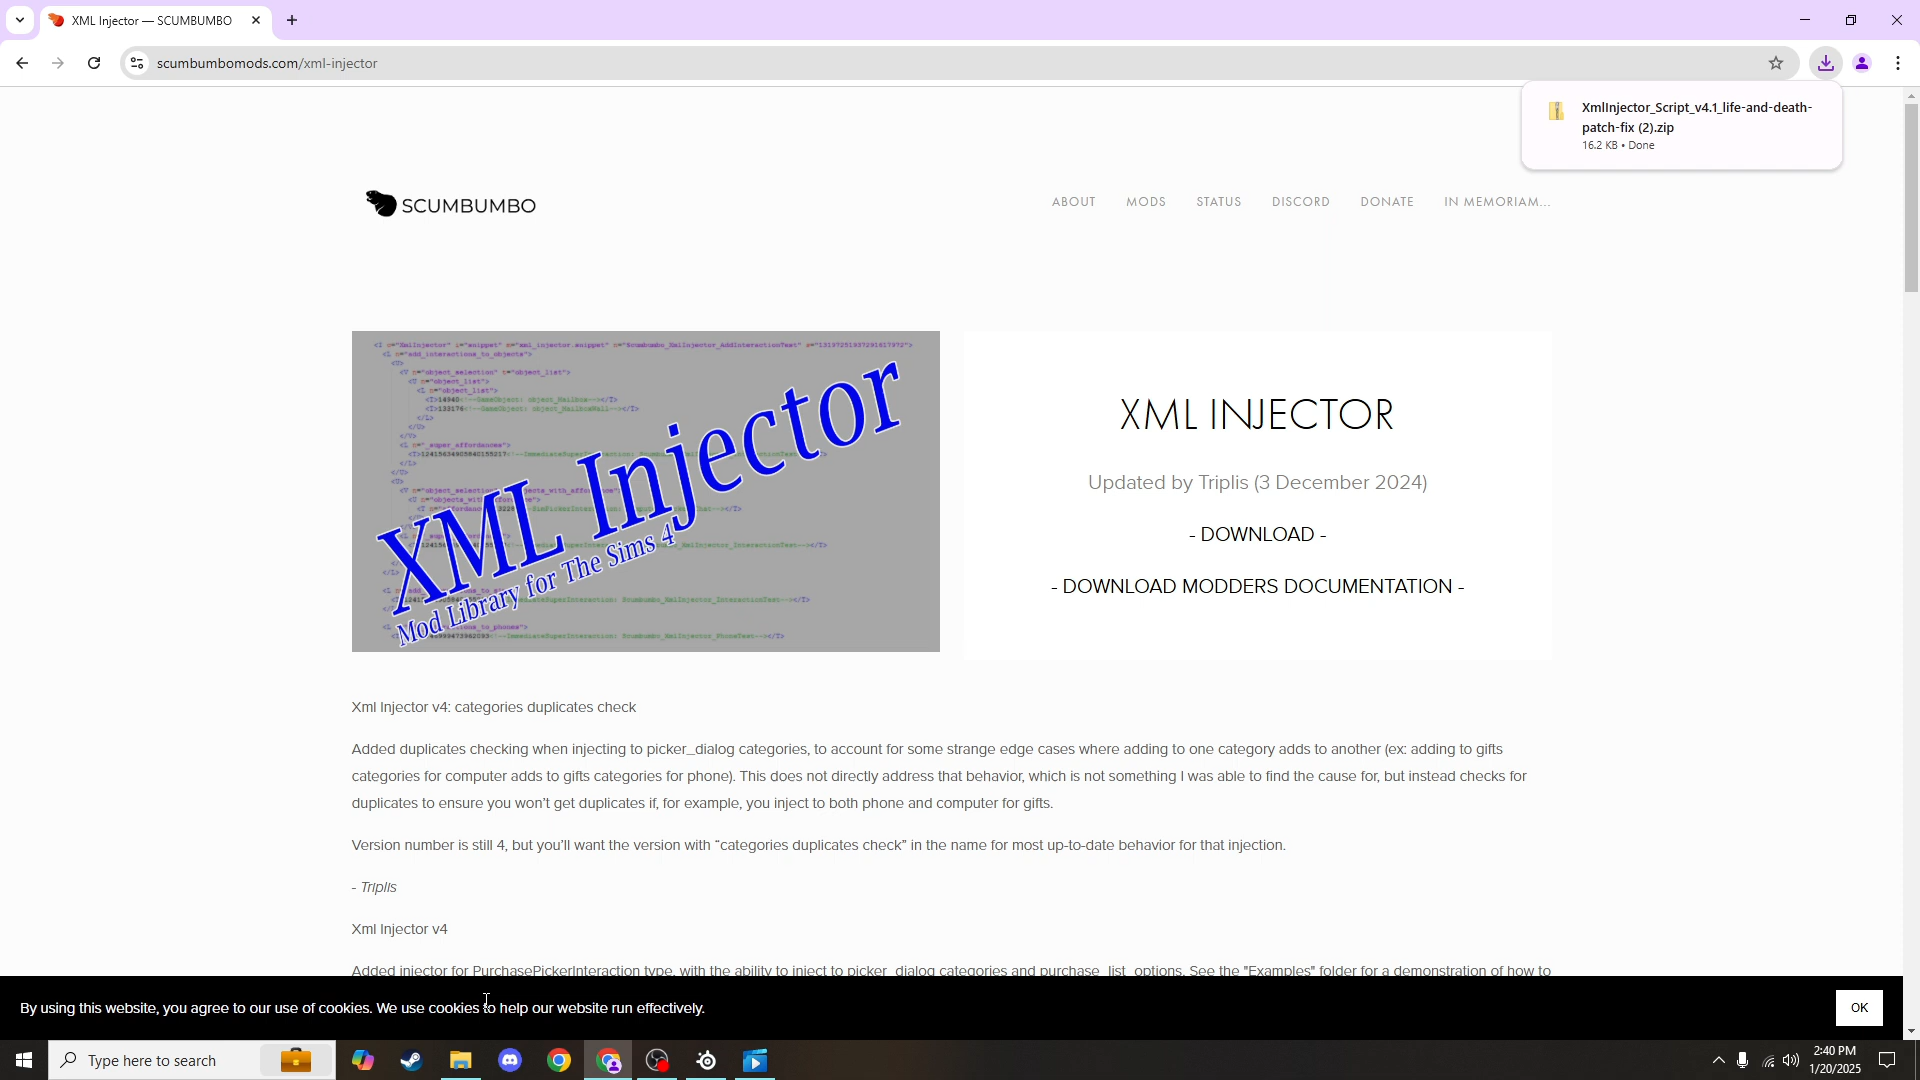 XML Injector — SCUMBUMBO
scumbumbomods.com/xml-injector
XmlInjector_Script_v4.1_life-and-death-
patch-fix (2).zip
16.2 KB • Done
SCUMBUMBO
ABOUT MODS STATUS DISCORD DONATE IN MEMORIAM...
XML Injector
Mod Library for The Sims 4
XML INJECTOR
Updated by Triplis (3 December 2024)
- DOWNLOAD -
- DOWNLOAD MODDERS DOCUMENTATION -
Xml Injector v4: categories duplicates check
Added duplicates checking when injecting to picker_dialog categories, to account for some strange edge cases where adding to one category adds to another (ex: adding to gifts
categories for computer adds to gifts categories for phone). This does not directly address that behavior, which is not something I was able to find the cause for, but instead checks for
duplicates to ensure you won't get duplicates if, for example, you inject to both phone and computer for gifts.
Version number is still 4, but you'll want the version with “categories duplicates check” in the name for most up-to-date behavior for that injection.
- Triplis
Xml Injector v4
Added injector for PurchasePickerInteraction type, with the ability to inject to picker_dialog categories and purchase_list_options. See the "Examples" folder for a demonstration of how to
By using this website, you agree to our use of cookies. We use cookies to help our website run effectively.
OK
Type here to search
2:40 PM
1/20/2025